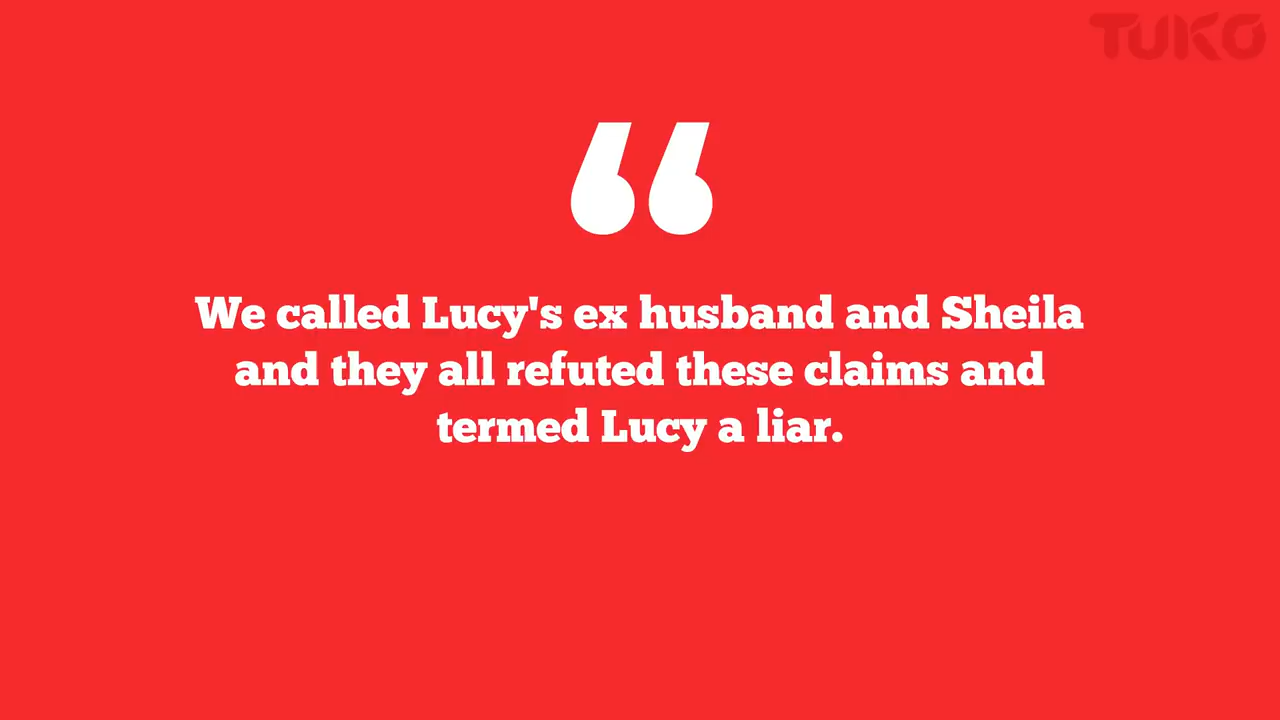 TUKO
“
We called Lucy's ex husband and Sheila
and they all refuted these claims and
termed Lucy a liar.